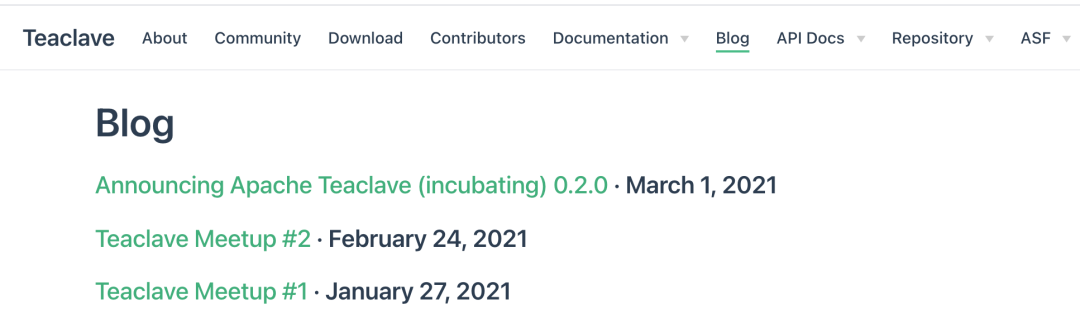 Teaclave About Community Download Contributors Documentation Blog API Docs Repository ASF
Blog
Announcing Apache Teaclave (incubating) 0.2.0 · March 1, 2021
Teaclave Meetup #2 · February 24, 2021
Teaclave Meetup #1 · January 27, 2021